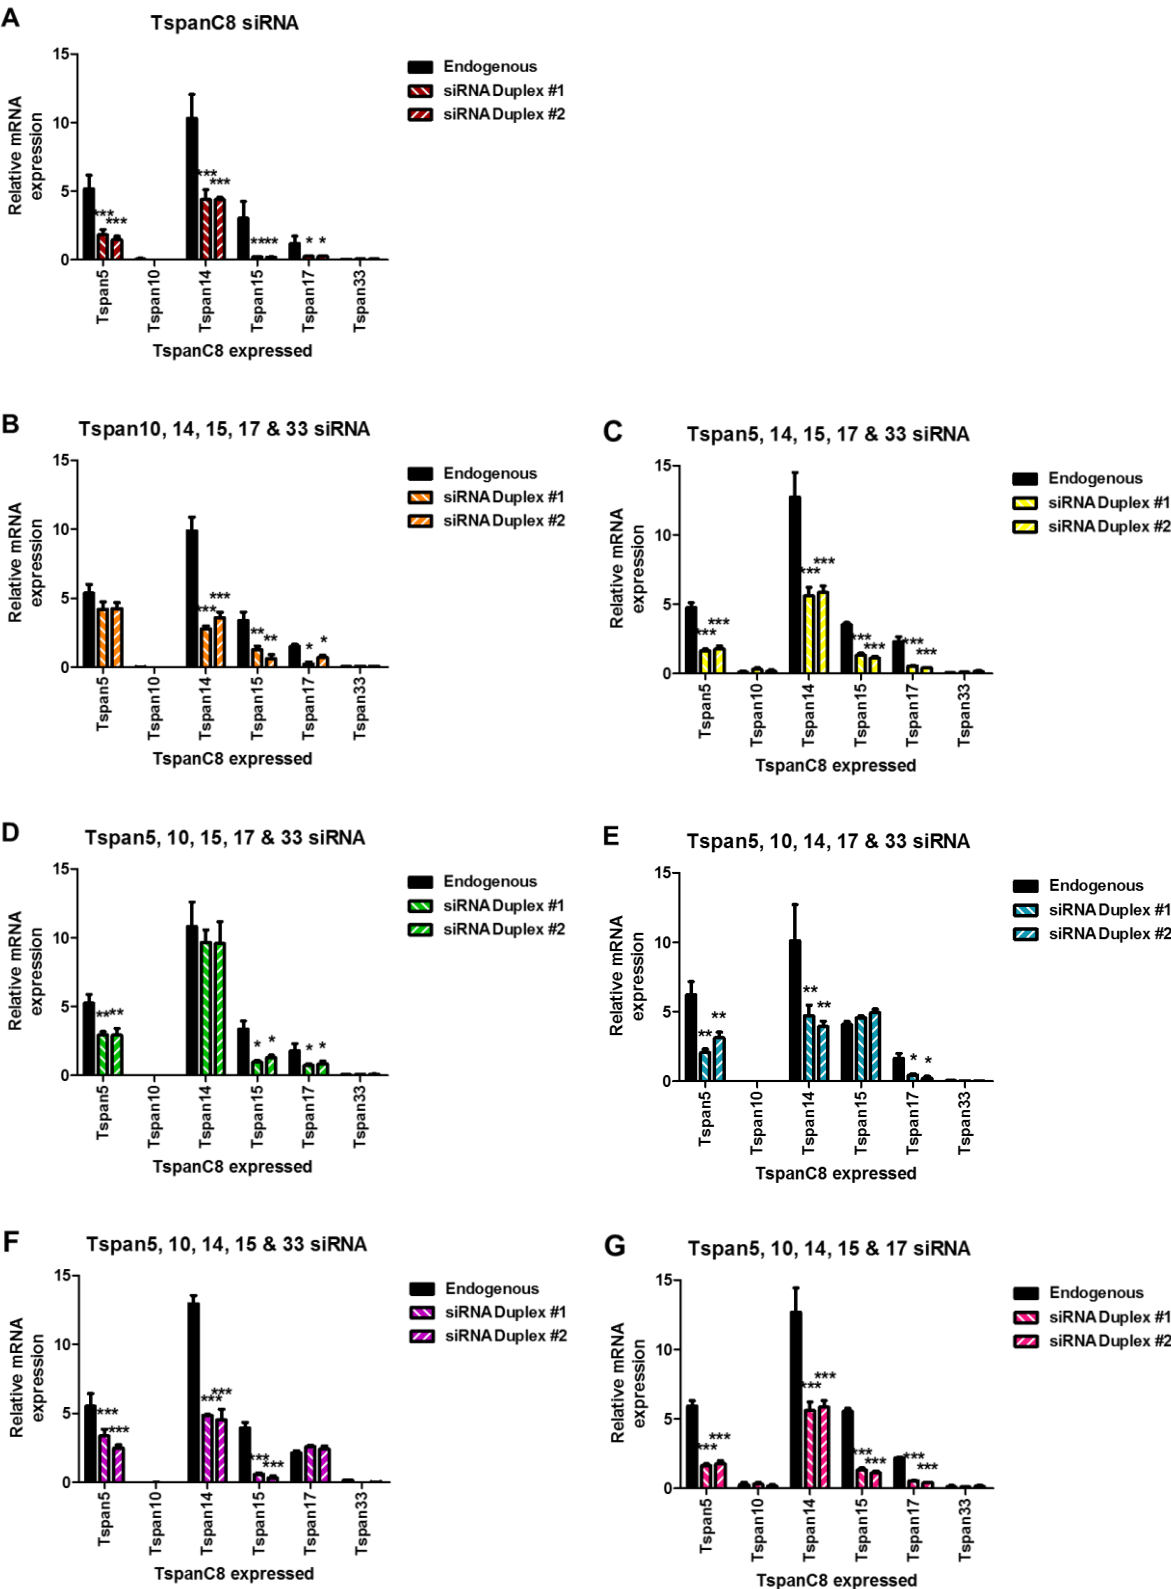 A
TspanC8 siRNA
Relative mRNA
expression
15
10
5
0
*** *** *** *** ** ** * *
Endogenous
siRNA Duplex #1
siRNA Duplex #2
Tspan5
Tspan10
Tspan14
Tspan15
Tspan17
Tspan33
TspanC8 expressed
B
Tspan10, 14, 15, 17 & 33 siRNA
Relative mRNA
expression
15
10
5
0
*** *** ** ** * *
Endogenous
siRNA Duplex #1
siRNA Duplex #2
Tspan5
Tspan10
Tspan14
Tspan15
Tspan17
Tspan33
TspanC8 expressed
C
Tspan5, 14, 15, 17 & 33 siRNA
Relative mRNA
expression
15
10
5
0
*** *** *** *** *** *** *** ***
Endogenous
siRNA Duplex #1
siRNA Duplex #2
Tspan5
Tspan10
Tspan14
Tspan15
Tspan17
Tspan33
TspanC8 expressed
D
Tspan5, 10, 15, 17 & 33 siRNA
Relative mRNA
expression
15
10
5
0
** ** * * * *
Endogenous
siRNA Duplex #1
siRNA Duplex #2
Tspan5
Tspan10
Tspan14
Tspan15
Tspan17
Tspan33
TspanC8 expressed
E
Tspan5, 10, 14, 17 & 33 siRNA
Relative mRNA
expression
15
10
5
0
** ** ** ** * *
Endogenous
siRNA Duplex #1
siRNA Duplex #2
Tspan5
Tspan10
Tspan14
Tspan15
Tspan17
Tspan33
TspanC8 expressed
F
Tspan5, 10, 14, 15 & 33 siRNA
Relative mRNA
expression
15
10
5
0
*** *** *** *** *** ***
Endogenous
siRNA Duplex #1
siRNA Duplex #2
Tspan5
Tspan10
Tspan14
Tspan15
Tspan17
Tspan33
TspanC8 expressed
G
Tspan5, 10, 14, 15 & 17 siRNA
Relative mRNA
expression
15
10
5
0
*** *** *** *** *** *** *** ***
Endogenous
siRNA Duplex #1
siRNA Duplex #2
Tspan5
Tspan10
Tspan14
Tspan15
Tspan17
Tspan33
TspanC8 expressed